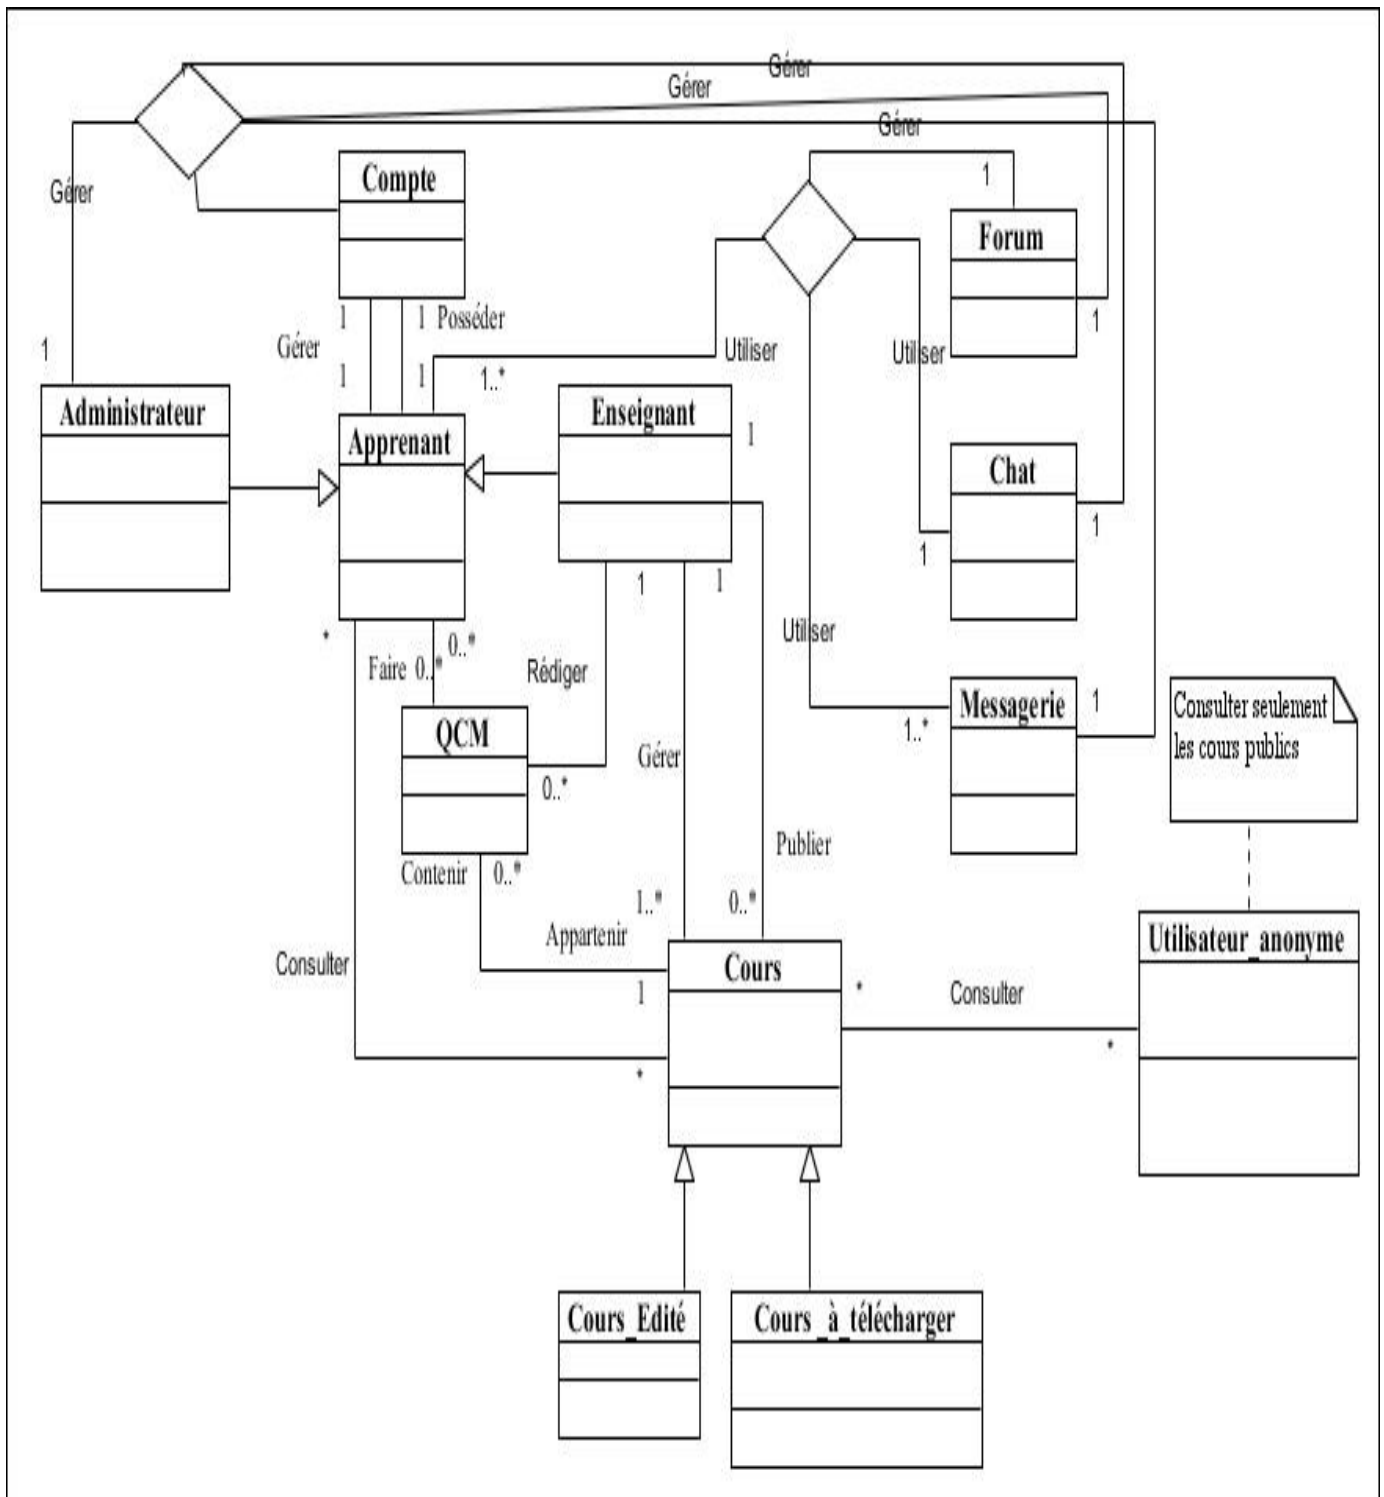 Gérer
Gérer
Gérer
Gérer
Compte
1
Forum
1
1
1
Posséder
Gérer
1
1
1
1..*
Utiliser
Utiliser
1
Administrateur
Apprenant
Enseignant
1
Chat
1
1
*
Faire
0..*
0..*
Rédiger
1
1
Utiliser
QCM
0..*
Gérer
Messagerie
1
1..*
Consulter seulement
les cours publics
Publier
Contenir
0..*
1..*
0..*
Appartenir
Consulter
1
*
Cours
*
Consulter
*
Utilisateur_anonyme
Cours_Edité
Cours_à_télécharger